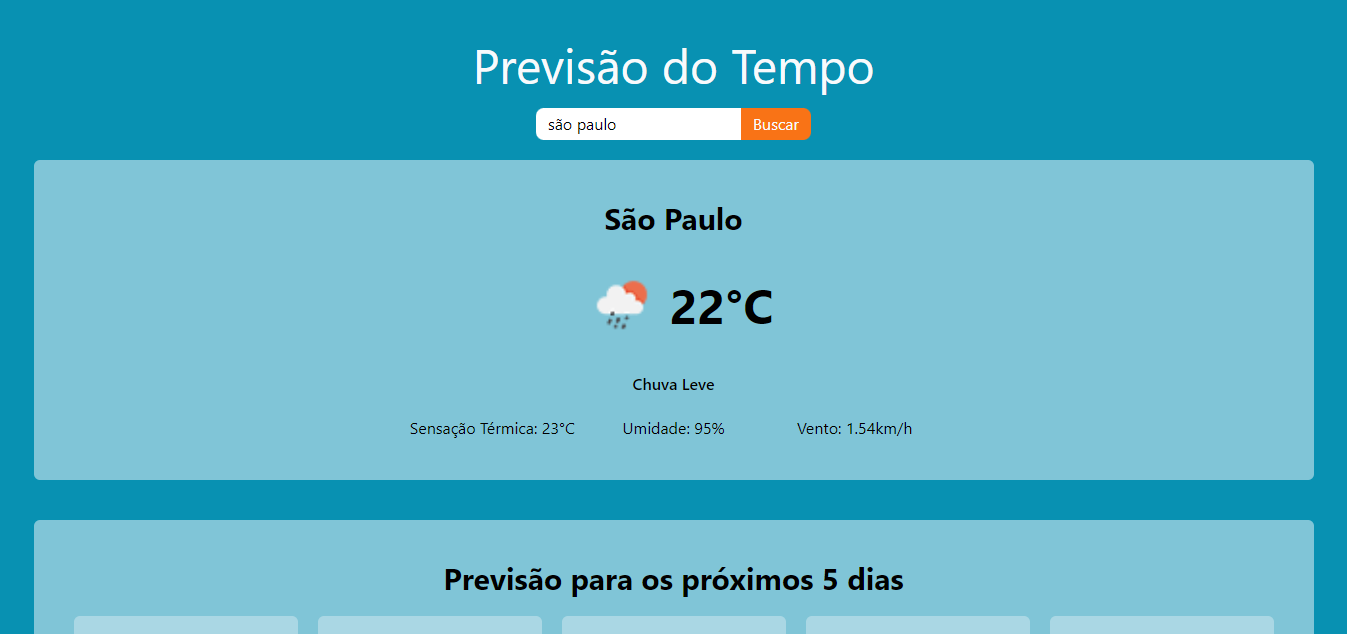 Previsão do Tempo
são paulo Buscar
São Paulo
22°C
Chuva Leve
Sensação Térmica: 23°C Umidade: 95% Vento: 1.54km/h
Previsão para os próximos 5 dias